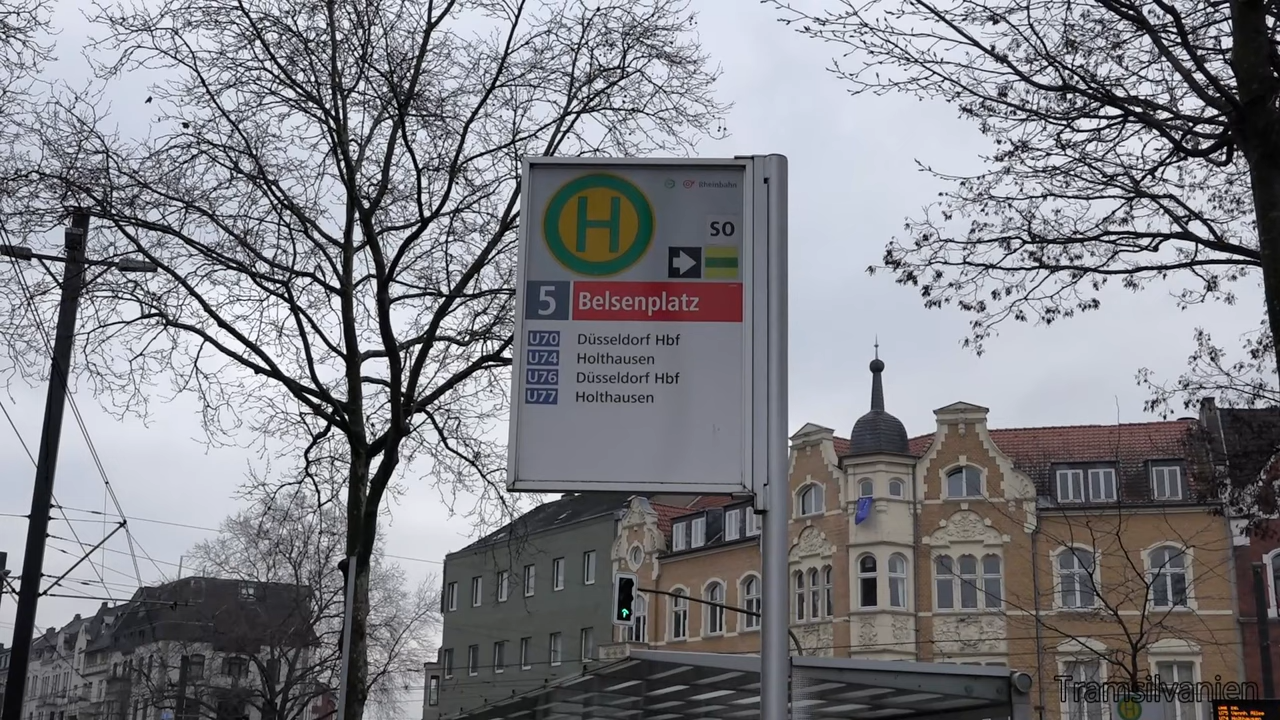 Rheinbahn
H
SO
5 Belsenplatz
U70 Düsseldorf Hbf
U74 Holthausen
U76 Düsseldorf Hbf
U77 Holthausen
Tramsilvanien